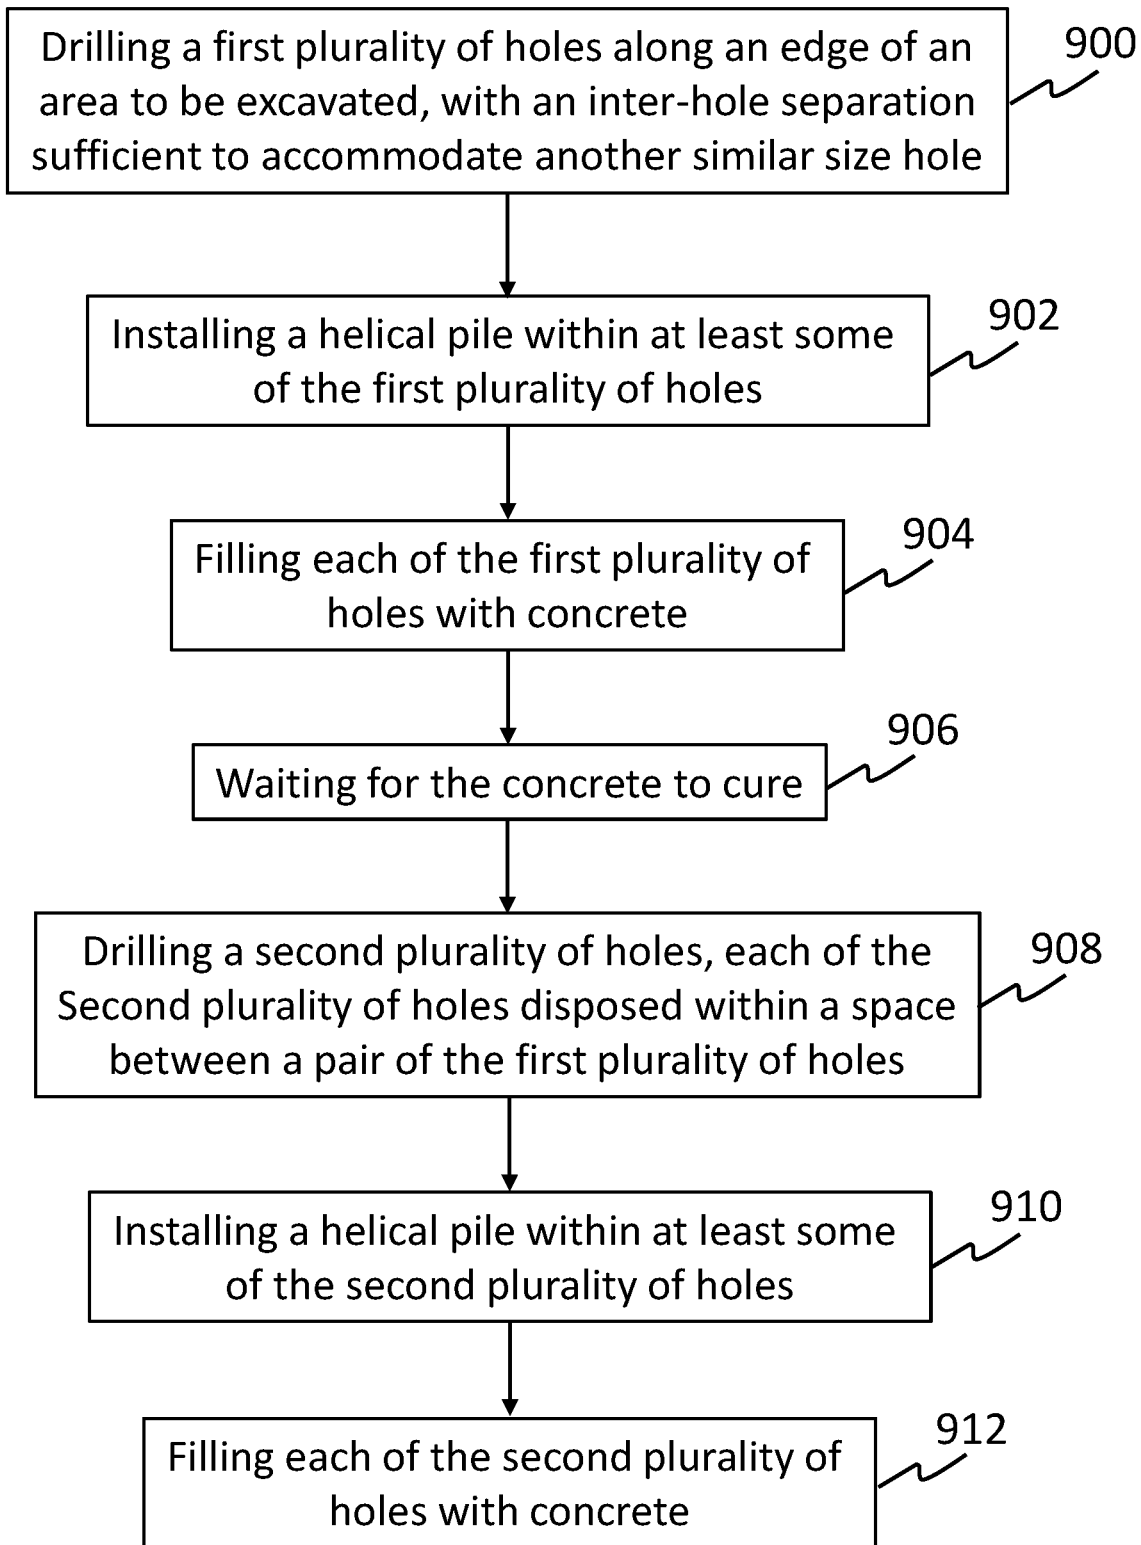 Drilling a first plurality of holes along an edge of an
area to be excavated, with an inter-hole separation
sufficient to accommodate another similar size hole
900
Installing a helical pile within at least some
of the first plurality of holes
902
Filling each of the first plurality of
holes with concrete
904
Waiting for the concrete to cure
906
Drilling a second plurality of holes, each of the
Second plurality of holes disposed within a space
between a pair of the first plurality of holes
908
Installing a helical pile within at least some
of the second plurality of holes
910
Filling each of the second plurality of
holes with concrete
912